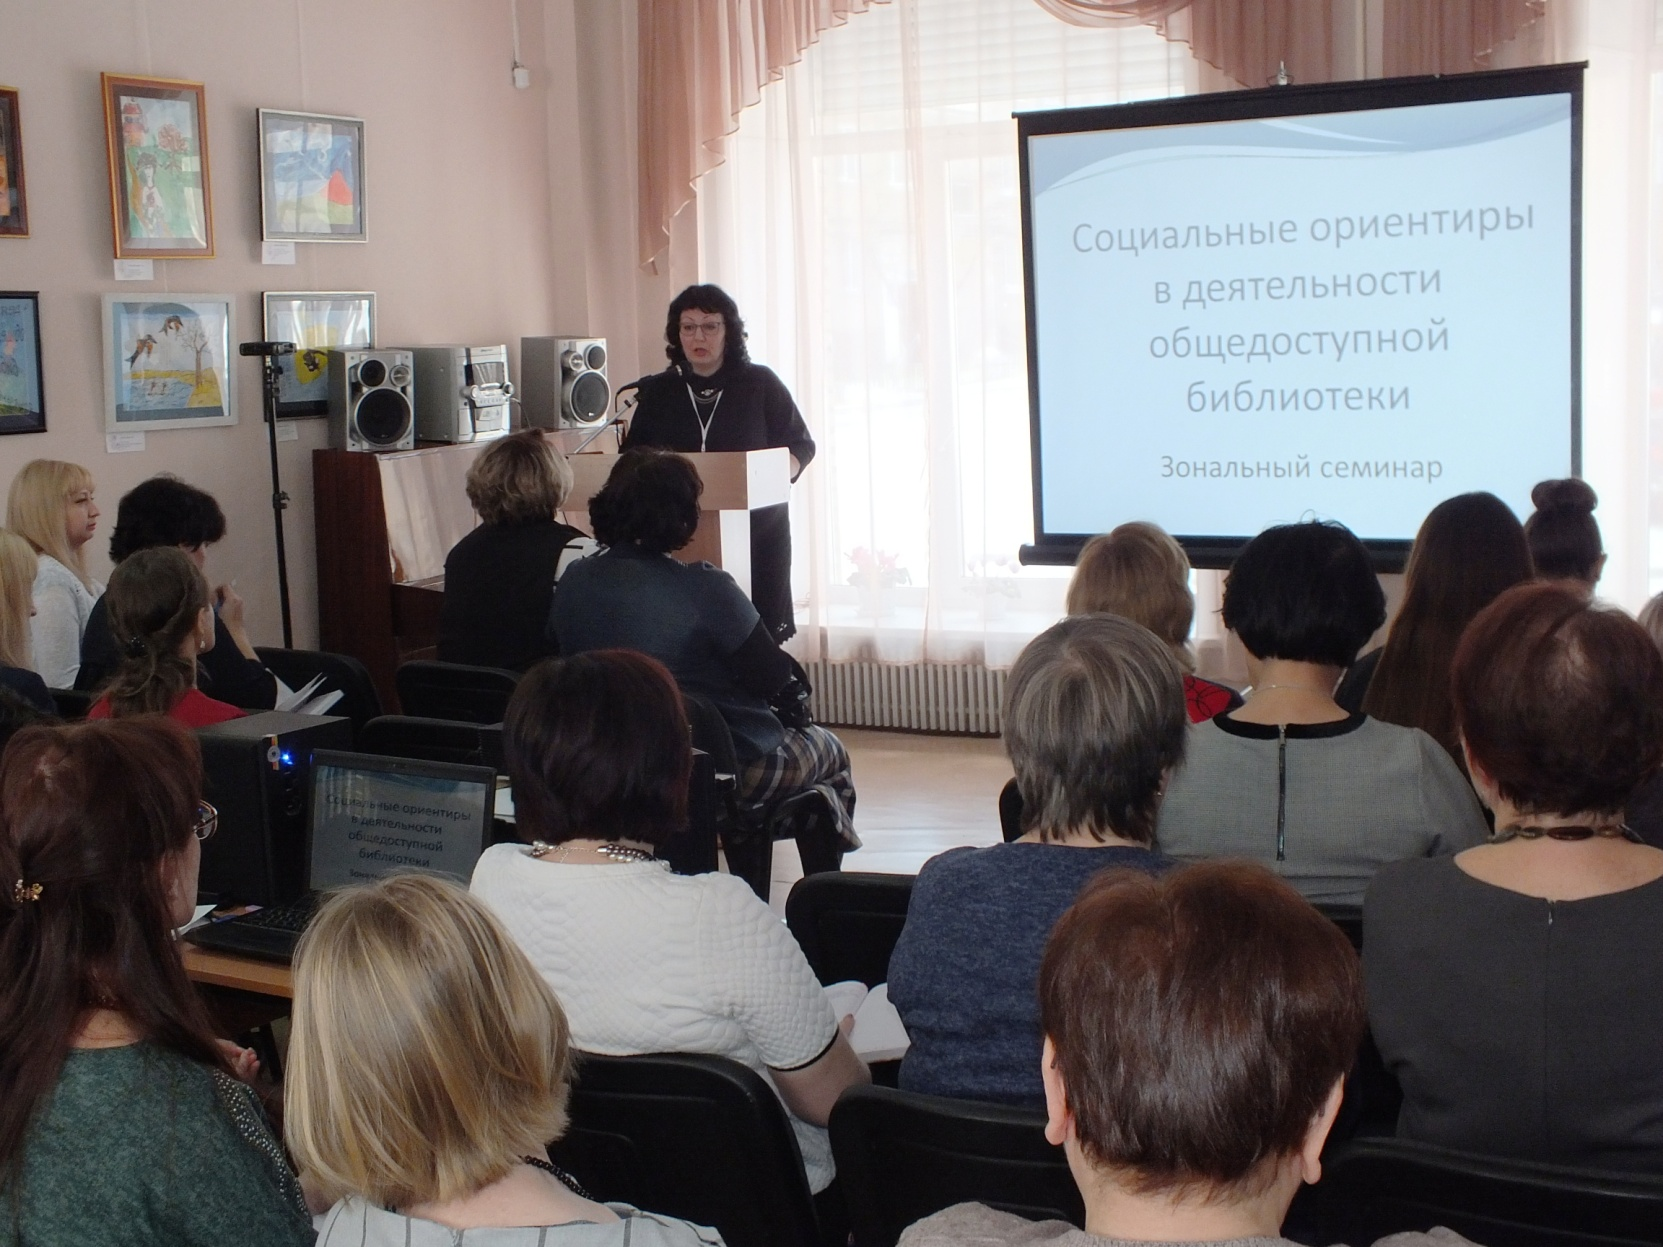 Социальные ориентиры
в деятельности
общедоступной
библиотеки
Зональный семинар
Социальные ориентиры
в деятельности
общедоступной
библиотеки